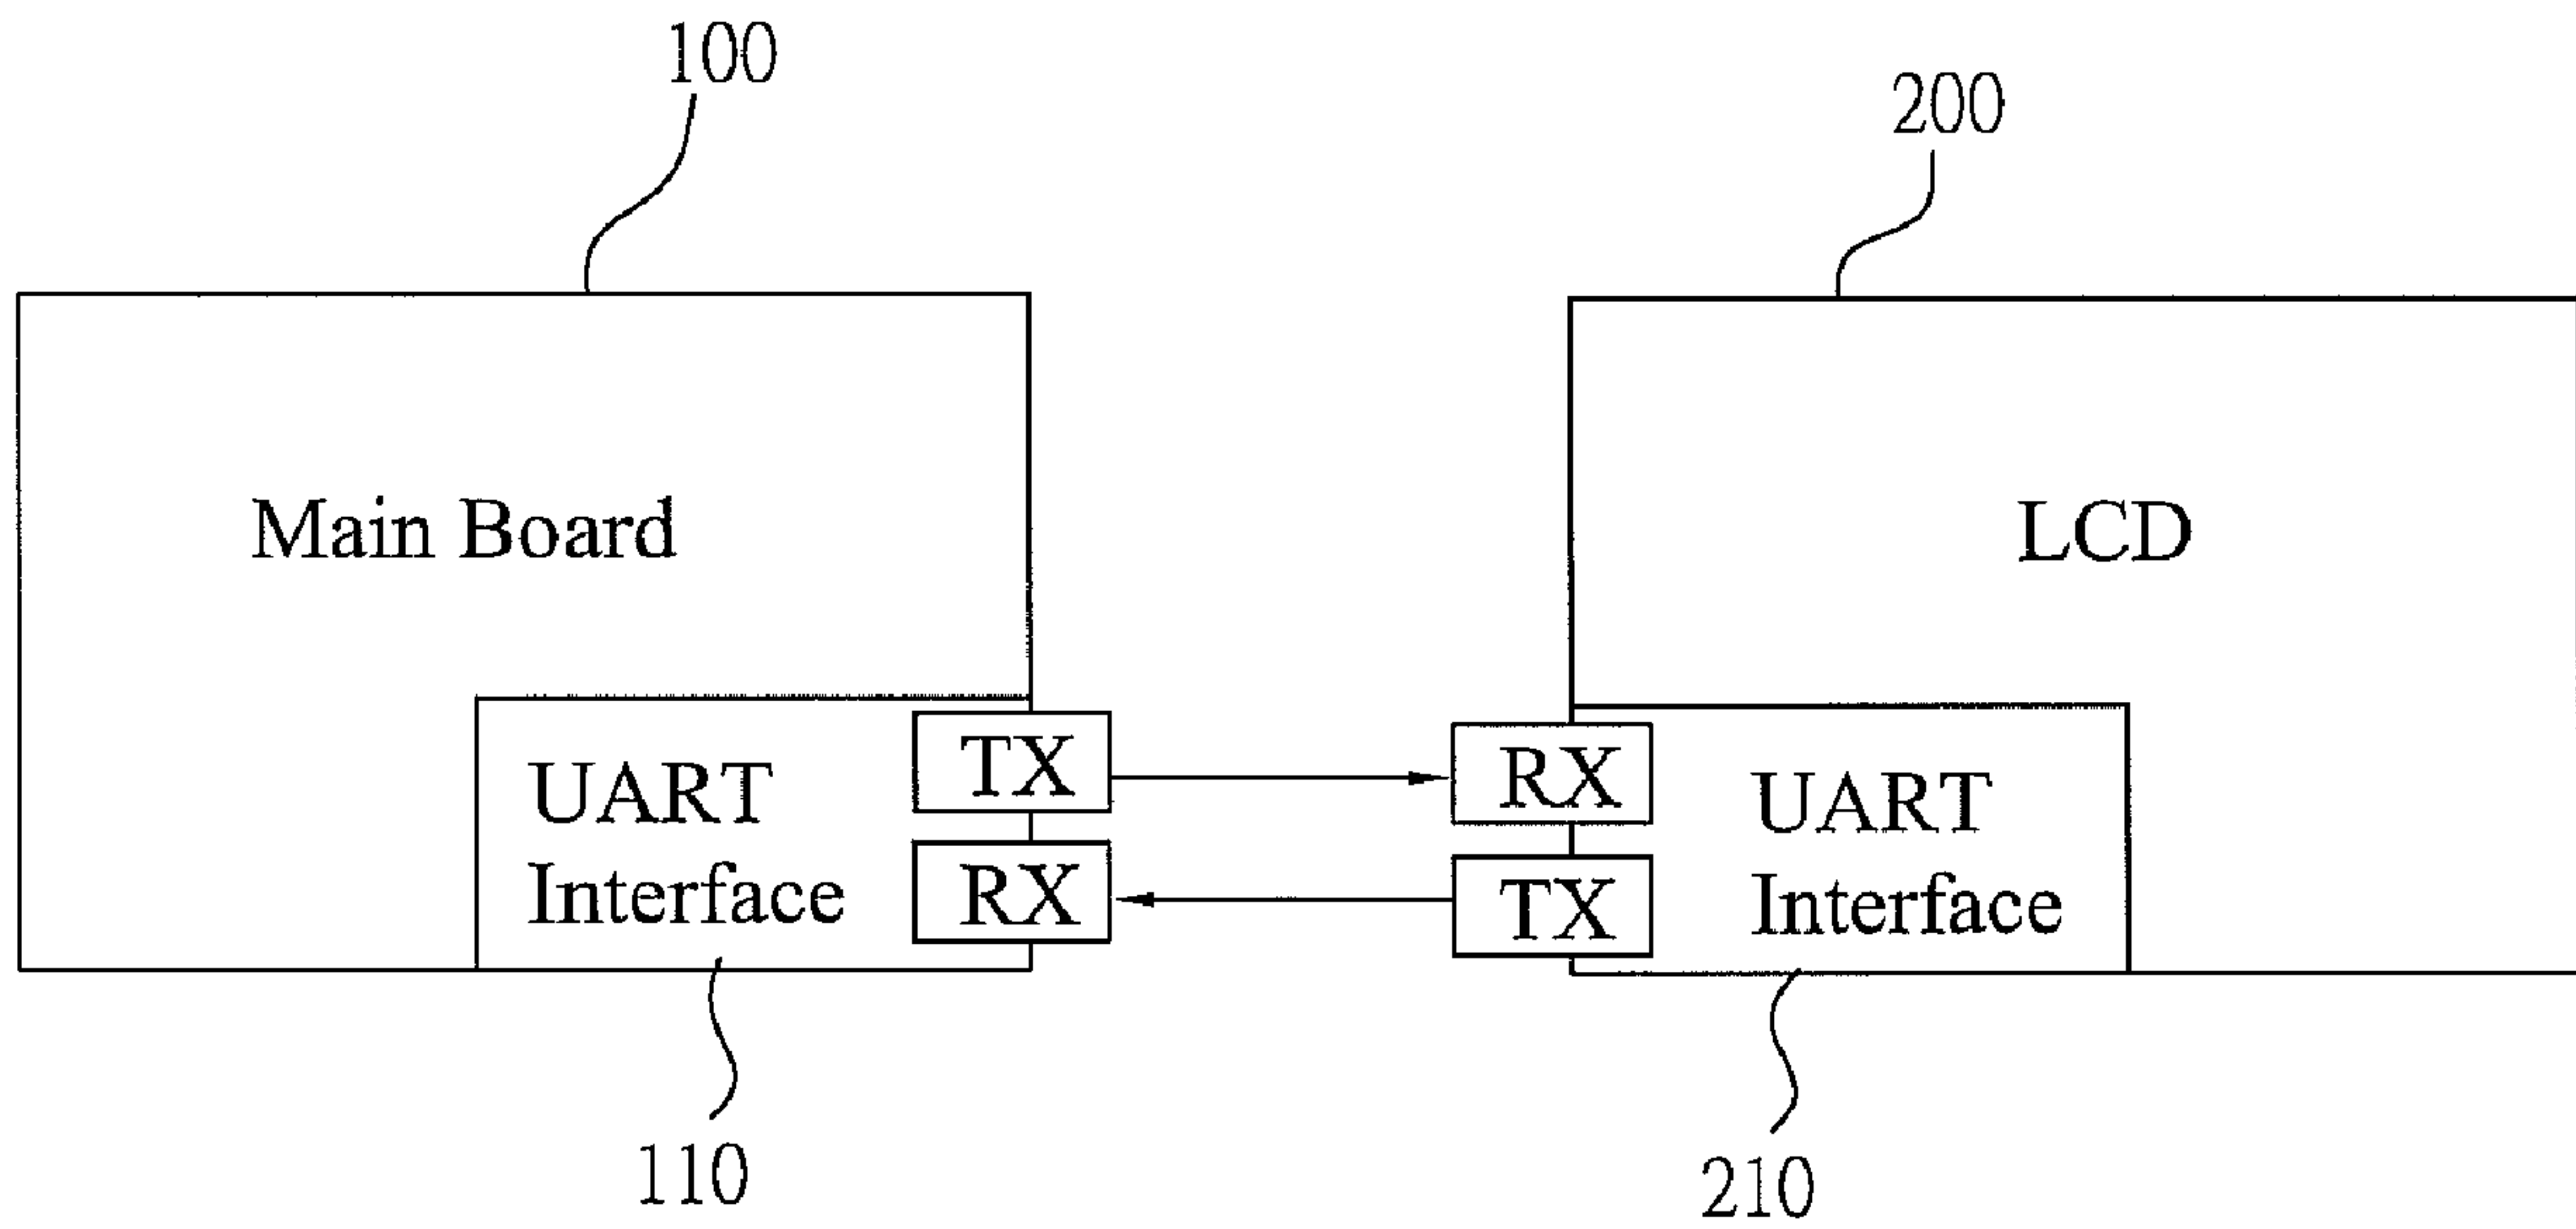 100
200
Main Board
LCD
UART
Interface
TX
RX
RX
TX
UART
Interface
110
210